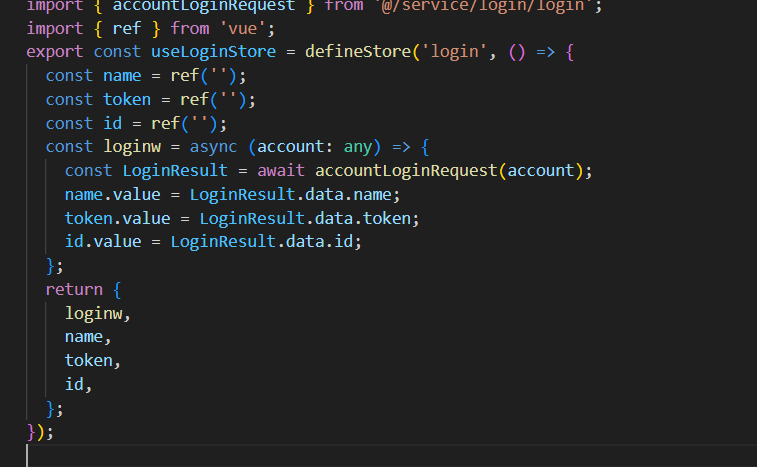 import { accountLoginRequest } from '@/service/login/login';
import { ref } from 'vue';
export const useLoginStore = defineStore('login', () => {
  const name = ref('');
  const token = ref('');
  const id = ref('');
  const loginw = async (account: any) => {
    const LoginResult = await accountLoginRequest(account);
    name.value = LoginResult.data.name;
    token.value = LoginResult.data.token;
    id.value = LoginResult.data.id;
  };
  return {
    loginw,
    name,
    token,
    id,
  };
});